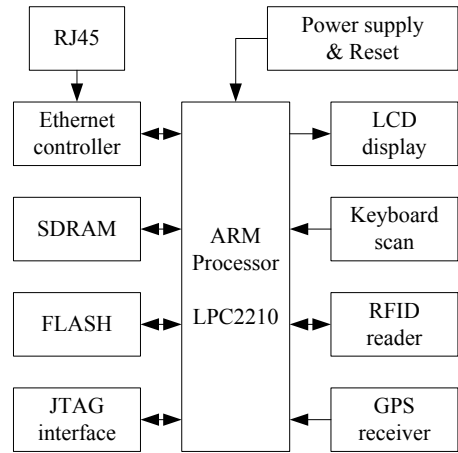 RJ45
Power supply
& Reset
Ethernet
controller
LCD
display
SDRAM
ARM
Processor
LPC2210
Keyboard
scan
FLASH
RFID
reader
JTAG
interface
GPS
receiver